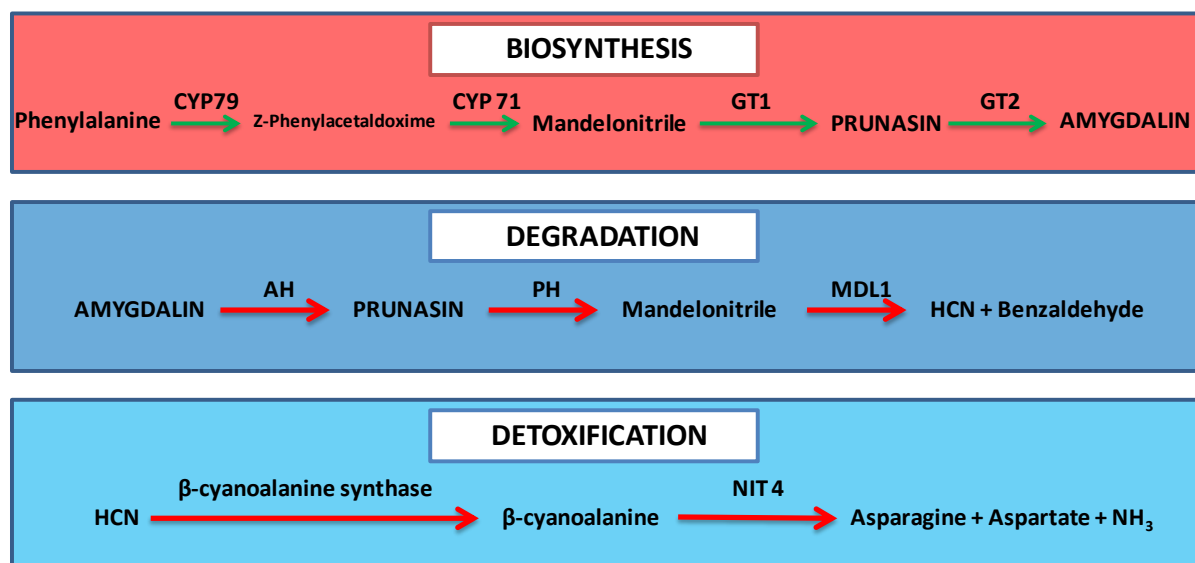 BIOSYNTHESIS
CYP79 CYP 71 GT1 GT2
Phenylalanine Z-Phenylacetaldoxime Mandelonitrile PRUNASIN AMYGDALIN
DEGRADATION
AH PH MDL1
AMYGDALIN PRUNASIN Mandelonitrile HCN + Benzaldehyde
DETOXIFICATION
β-cyanoalanine synthase NIT 4
HCN β-cyanoalanine Asparagine + Aspartate + NH₃